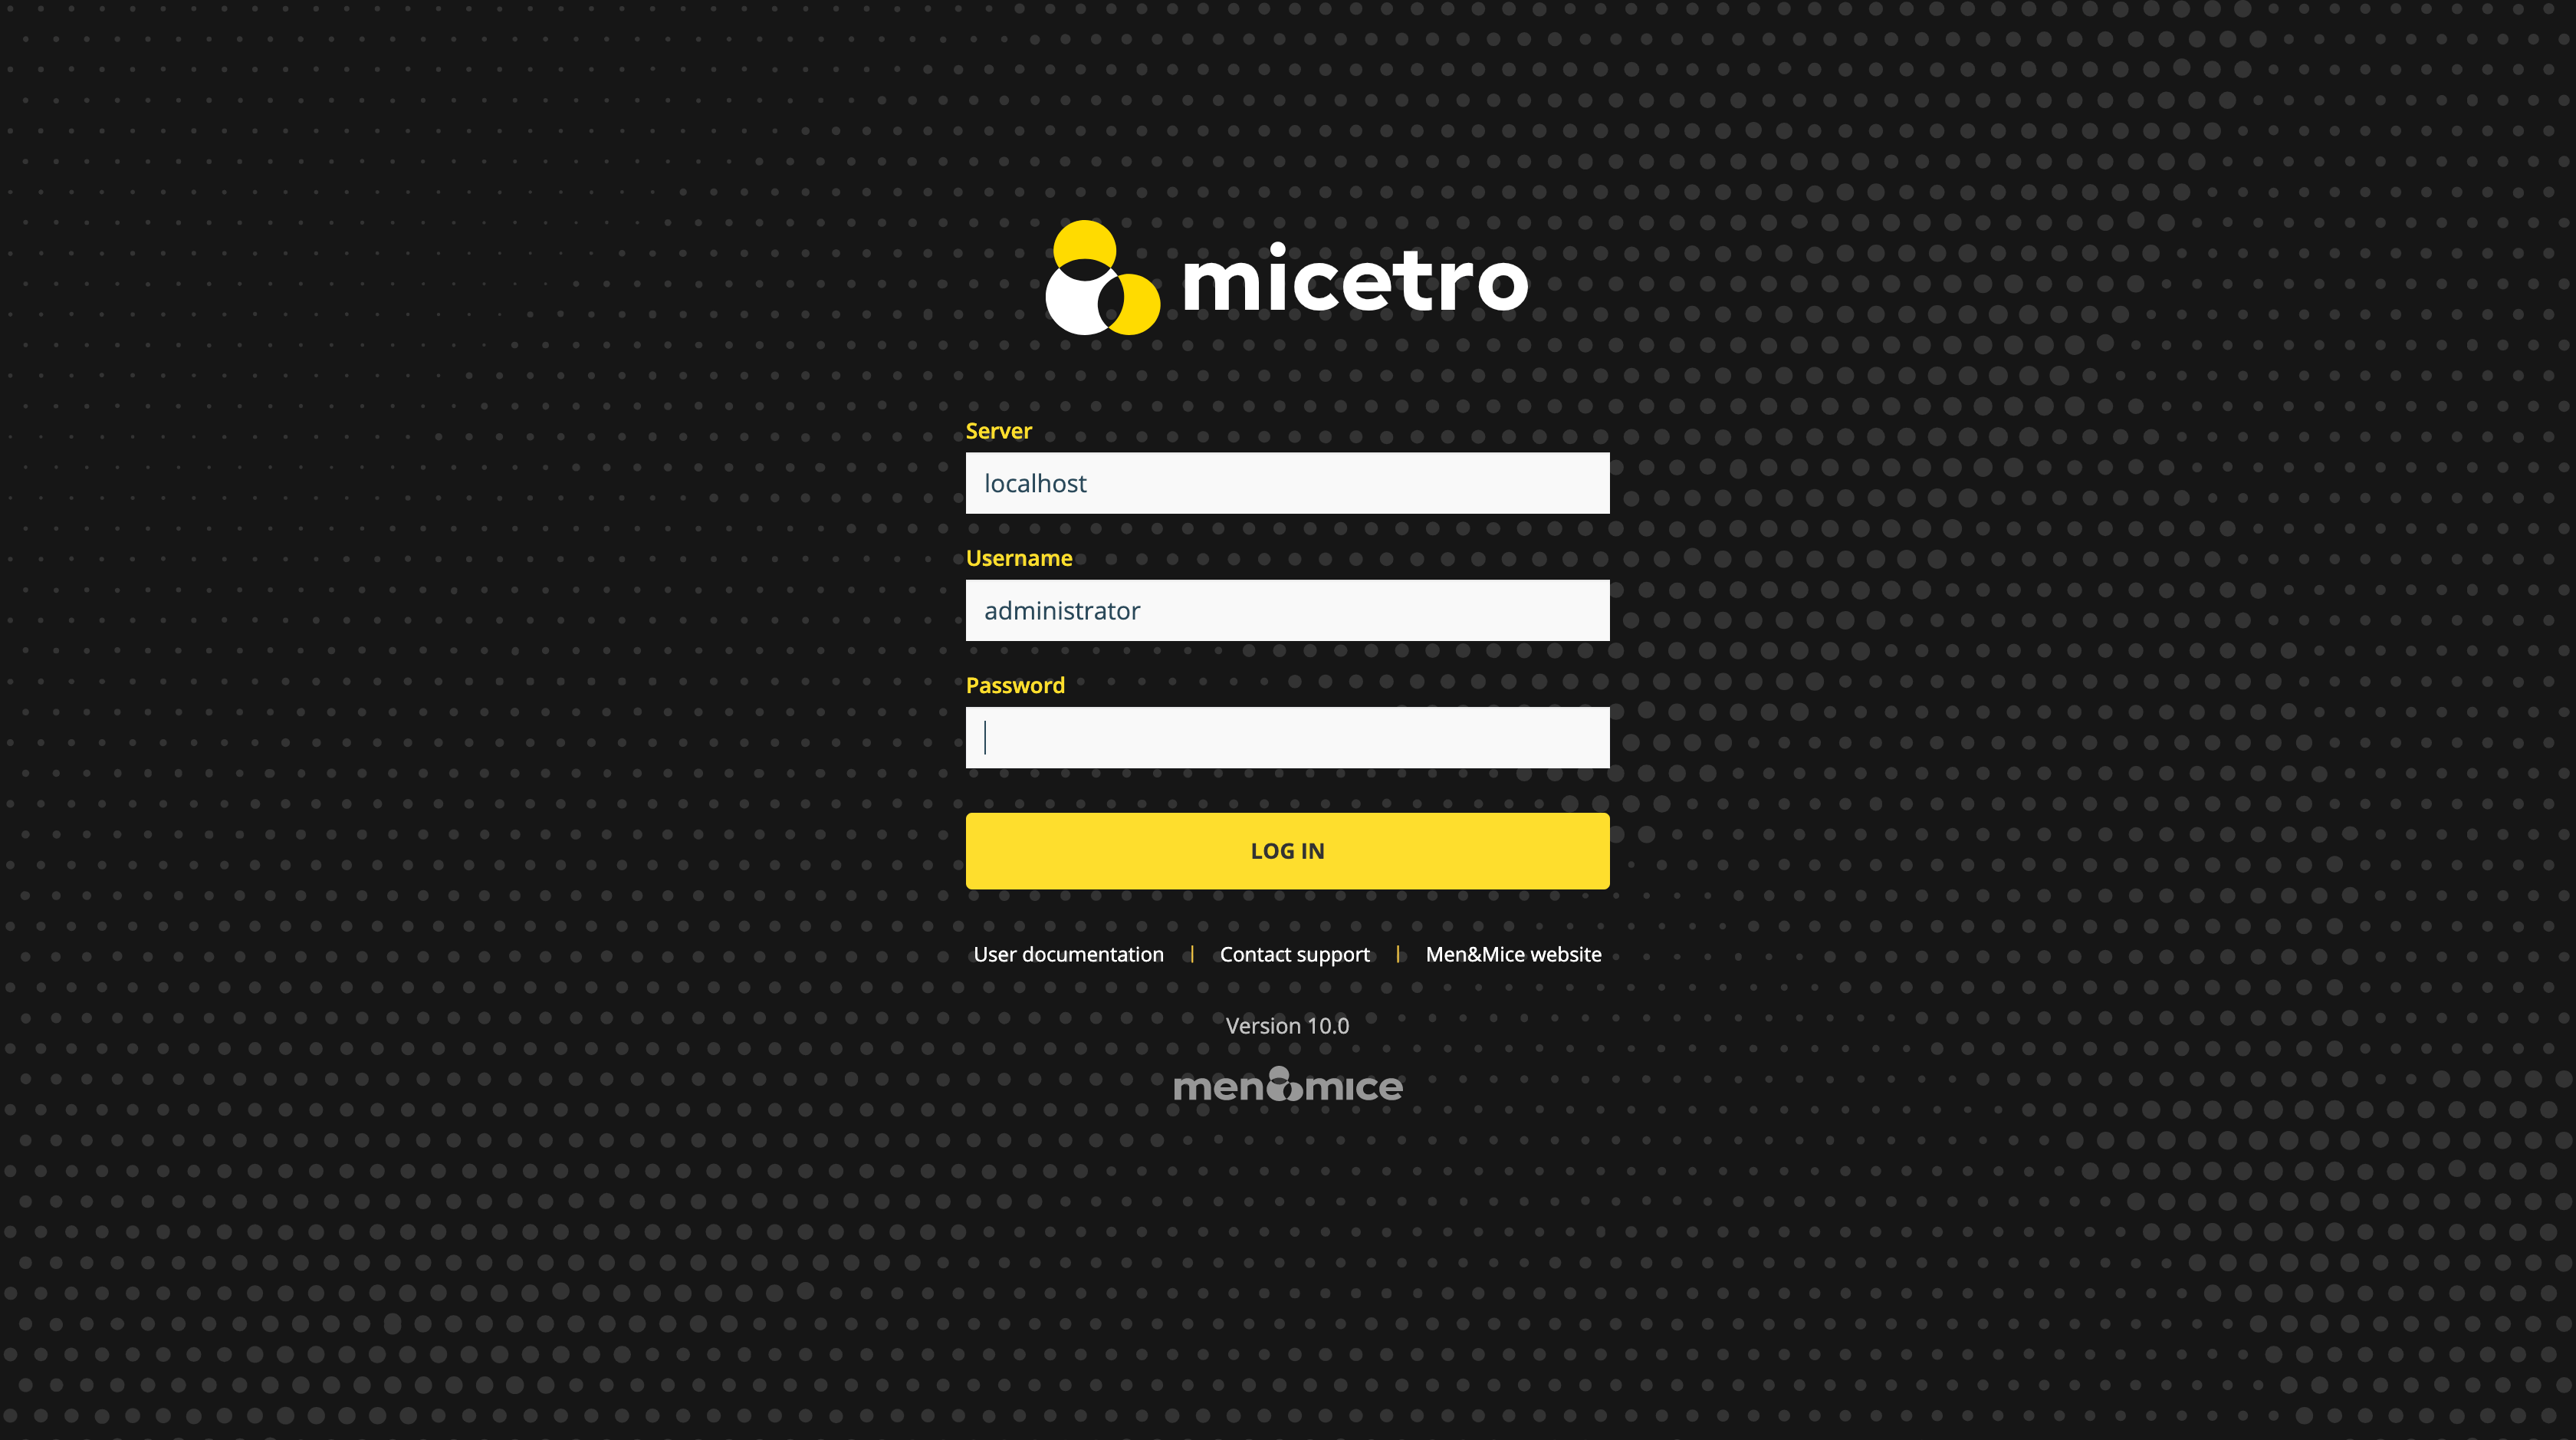 micetro
Server
localhost
Username
administrator
Password
LOG IN
User documentation | Contact support | Men&Mice website
Version 10.0
men&mice